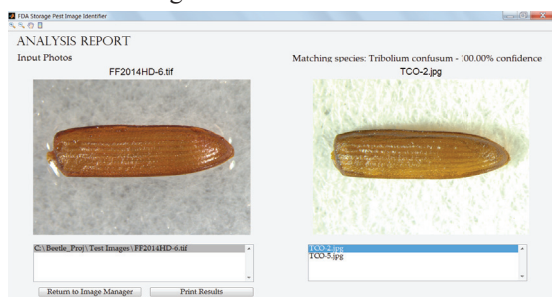 FDA Storage Pest Image Identifier
ANALYSIS REPORT
Input Photos
Matching species: Tribolium confusum - 100.00% confidence
FF2014HD-6.tif
TCO-2.jpg
C:\Beetle_Proj\Test Images\FF2014HD-6.tif
TCO-2.jpg
TCO-5.jpg
Return to Image Manager
Print Results